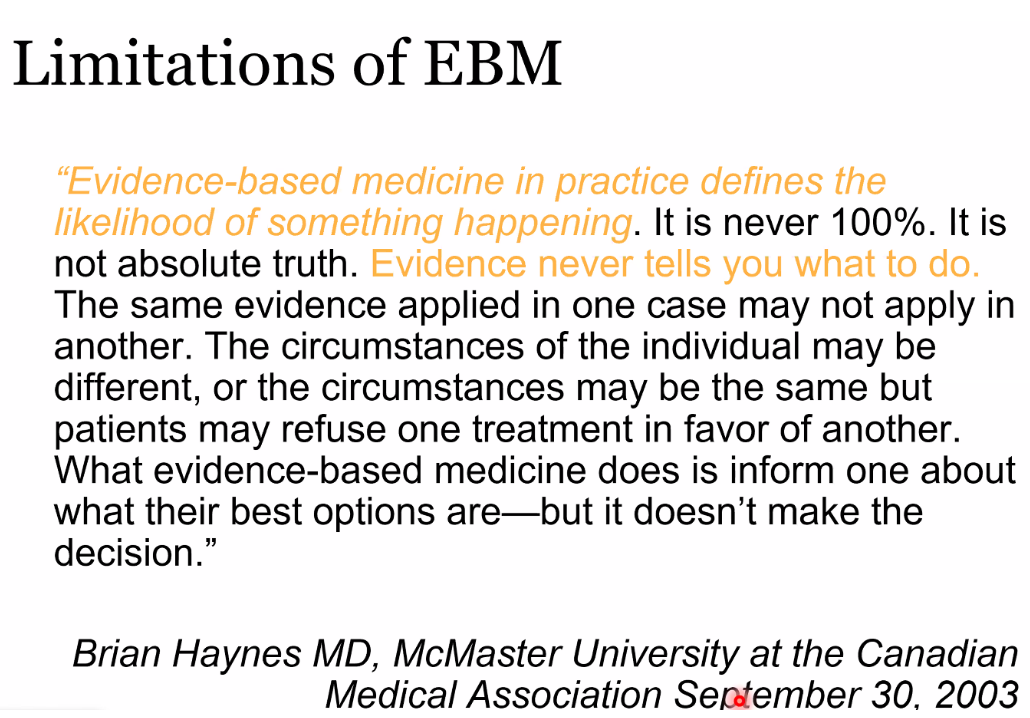 Limitations of EBM
“Evidence-based medicine in practice defines the
likelihood of something happening. It is never 100%. It is
not absolute truth. Evidence never tells you what to do.
The same evidence applied in one case may not apply in
another. The circumstances of the individual may be
different, or the circumstances may be the same but
patients may refuse one treatment in favor of another.
What evidence-based medicine does is inform one about
what their best options are—but it doesn’t make the
decision.”
Brian Haynes MD, McMaster University at the Canadian
Medical Association September 30, 2003